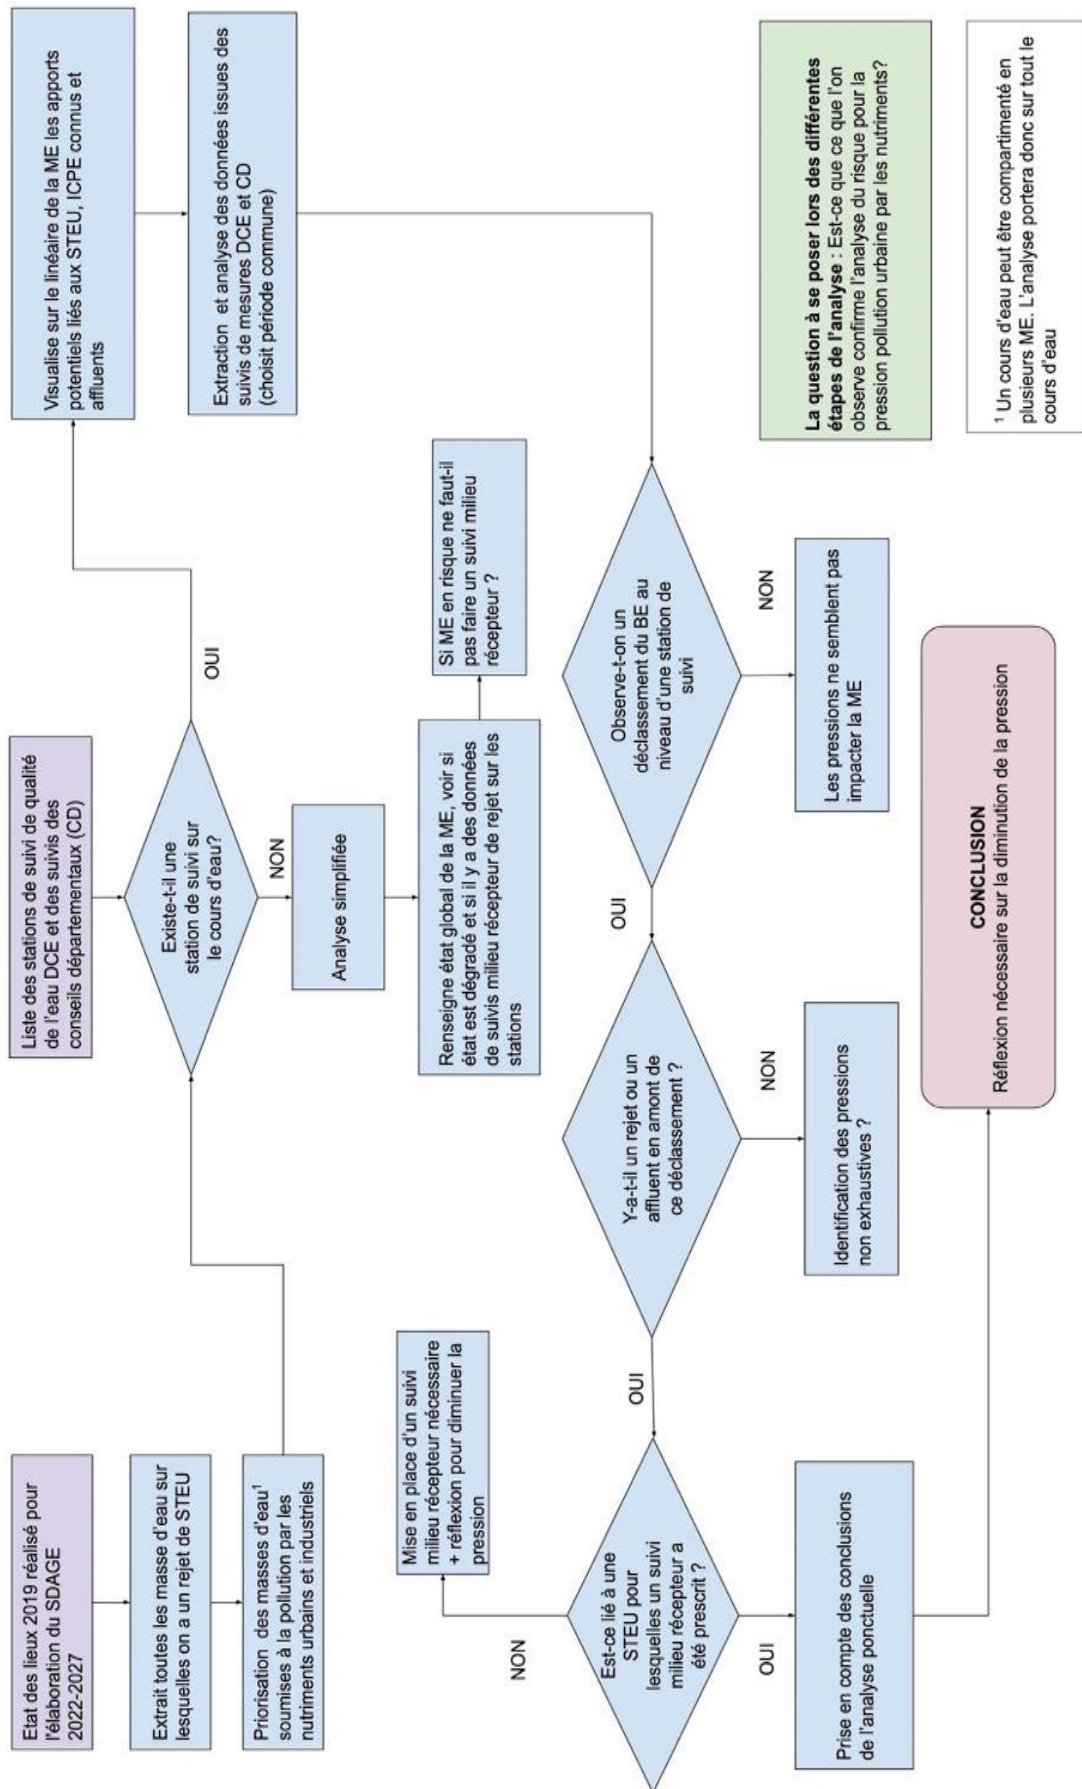 Etat des lieux 2019 réalisé pour
l'élaboration du SDAGE
2022-2027
Extrait toutes les masse d'eau sur
lesquelles on a un rejet de STEU
Priorisation des masses d'eau¹
soumises à la pollution par les
nutriments urbains et industriels
Liste des stations de suivi de qualité
de l'eau DCE et des suivis des
conseils départementaux (CD)
Existe-t-il une
station de suivi sur
le cours d'eau?
OUI
NON
Analyse simplifiée
Renseigne état global de la ME, voir si
état est dégradé et si il y a des données
de suivis milieu récepteur de rejet sur les
stations
Si ME en risque ne faut-il
pas faire un suivi milieu
récepteur ?
Visualise sur le linéaire de la ME les apports
potentiels liés aux STEU, ICPE connus et
affluents
Extraction et analyse des données issues des
suivis de mesures DCE et CD
(choisit période commune)
Observe-t-on un
déclassement du BE au
niveau d'une station de
suivi
NON
Les pressions ne semblent pas
impacter la ME
OUI
Y-a-t-il un rejet ou un
affluent en amont de
ce déclassement ?
NON
Identification des pressions
non exhaustives ?
OUI
Est-ce lié à une
STEU pour
lesquelles un suivi
milieu récepteur a
été prescrit ?
NON
Mise en place d'un suivi
milieu récepteur nécessaire
+ réflexion pour diminuer la
pression
OUI
Prise en compte des conclusions
de l'analyse ponctuelle
CONCLUSION
Réflexion nécessaire sur la diminution de la pression
La question à se poser lors des différentes
étapes de l'analyse : Est-ce que ce que l'on
observe confirme l'analyse du risque pour la
pression pollution urbaine par les nutriments?
¹ Un cours d'eau peut être compartimenté en
plusieurs ME. L'analyse portera donc sur tout le
cours d'eau